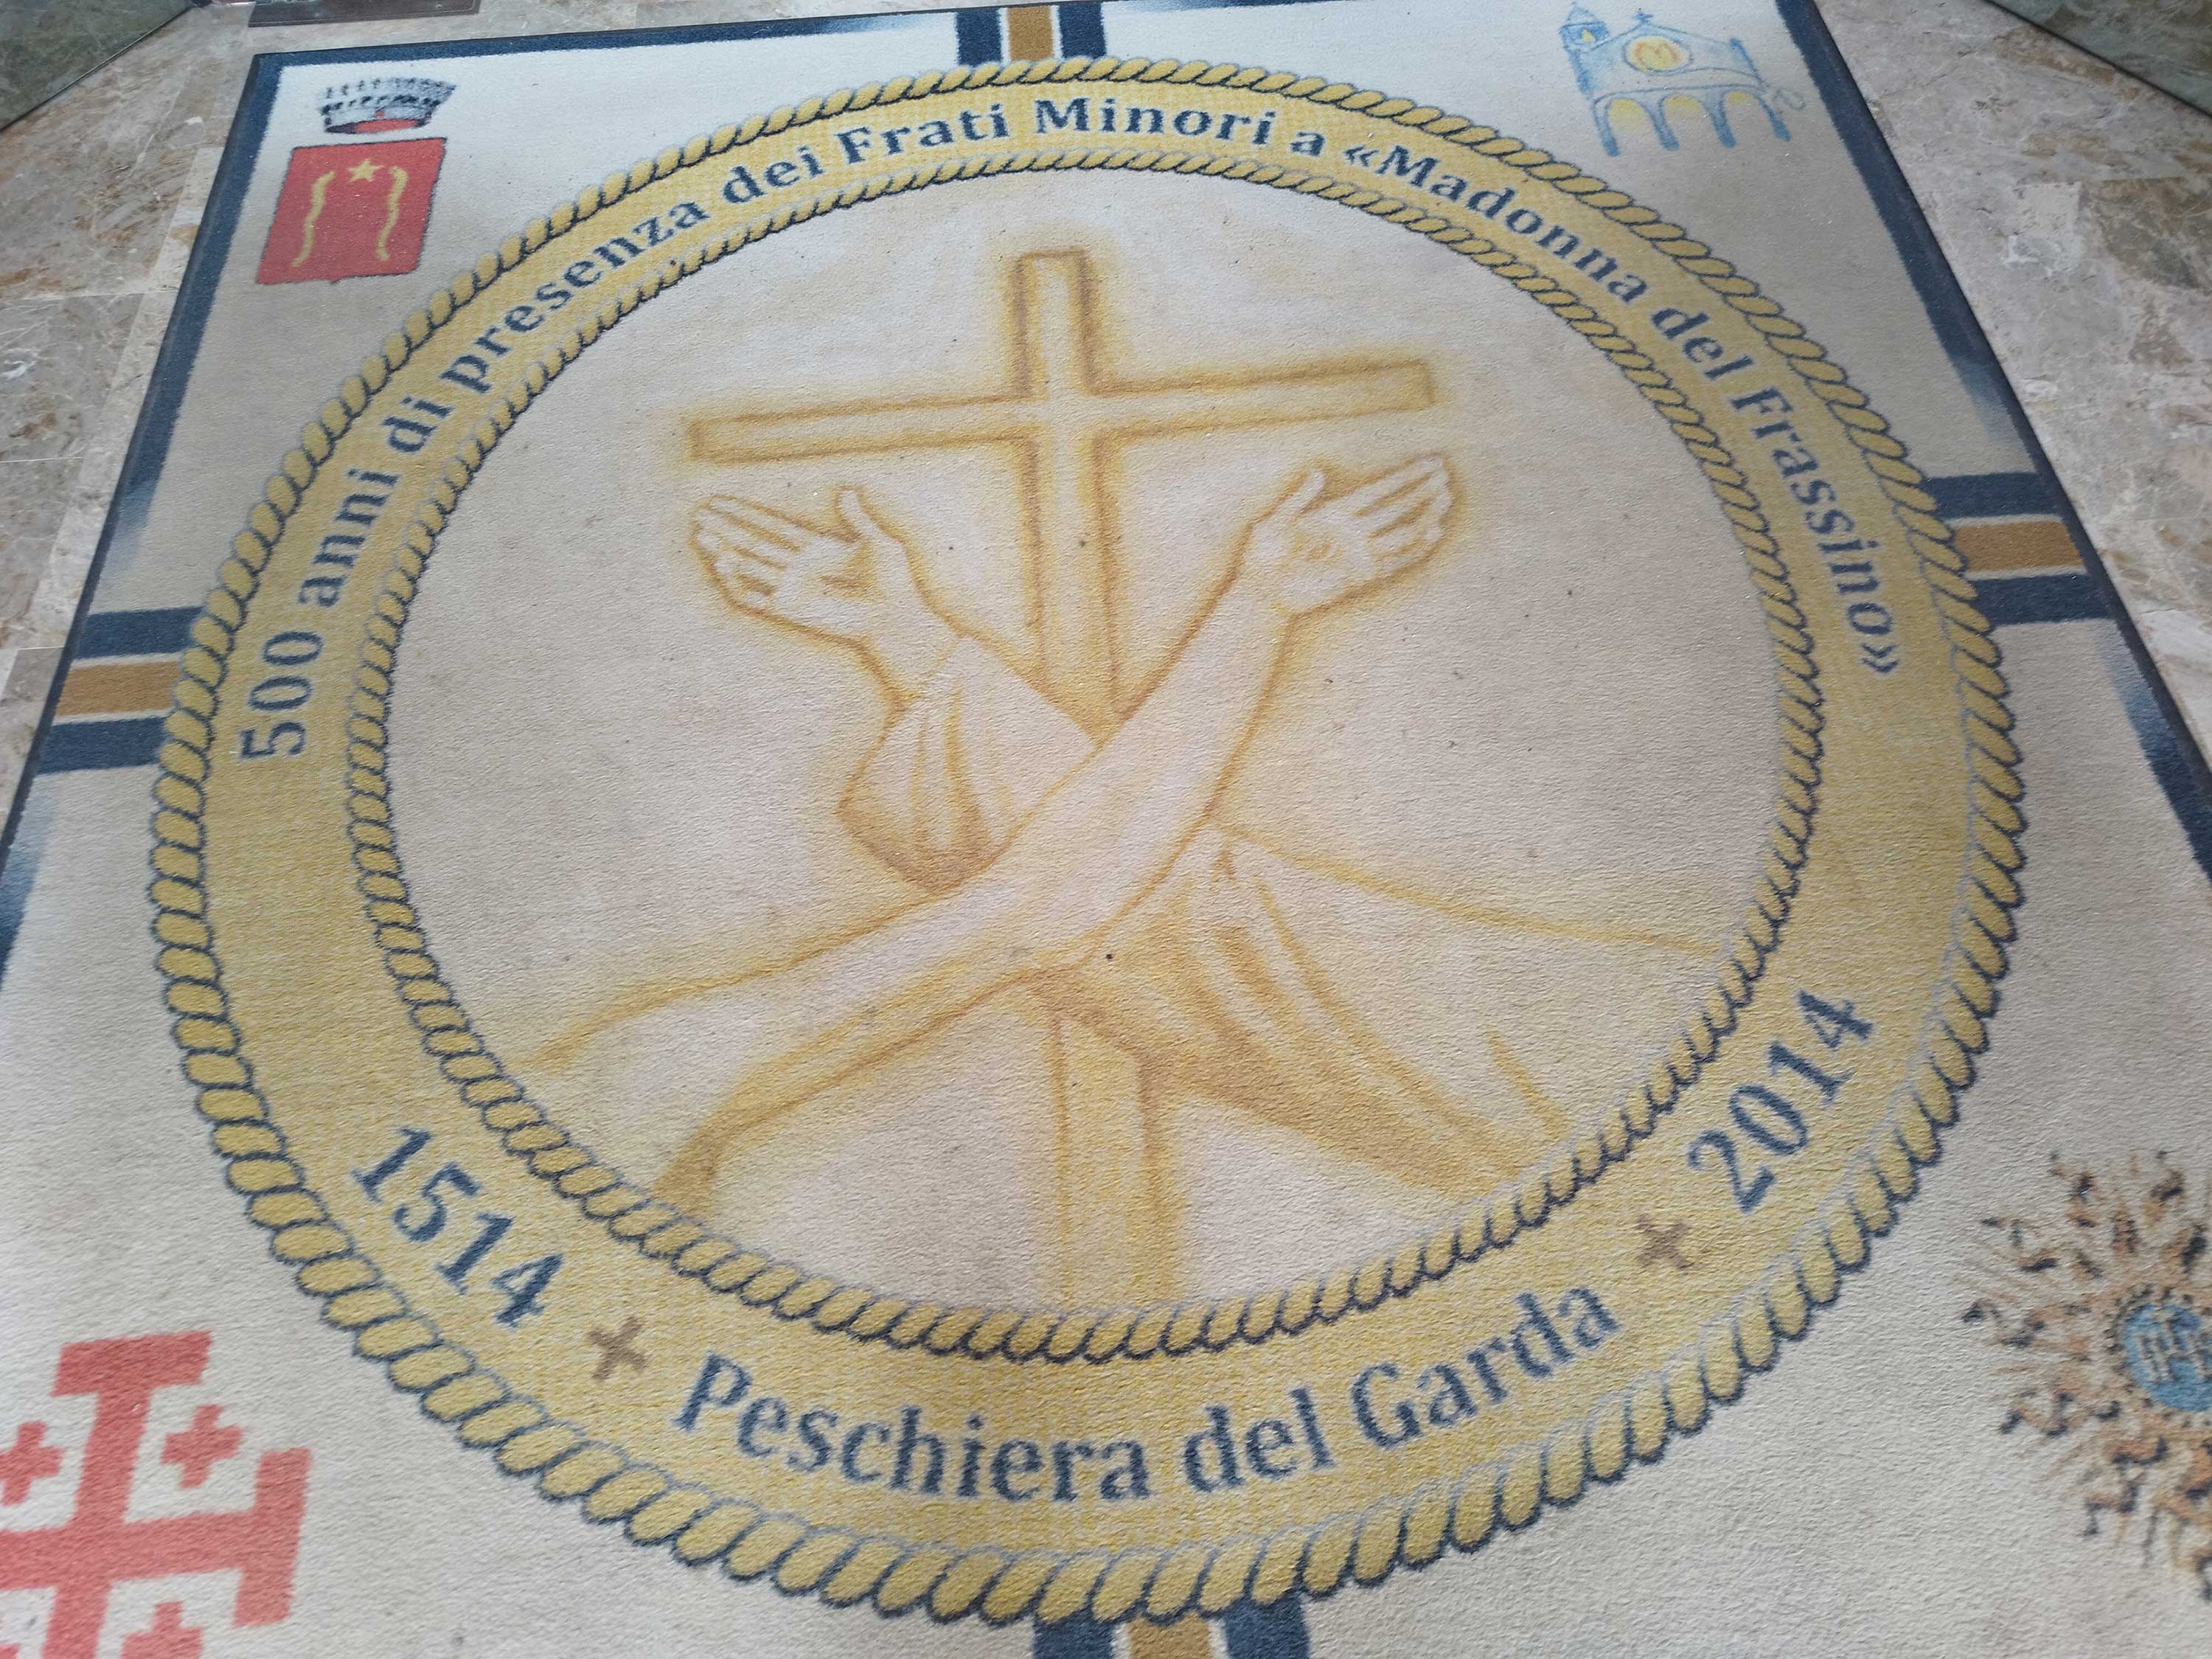 500 anni di presenza dei Frati Minori a «Madonna del Frassino»
1514 × Peschiera del Garda × 2014